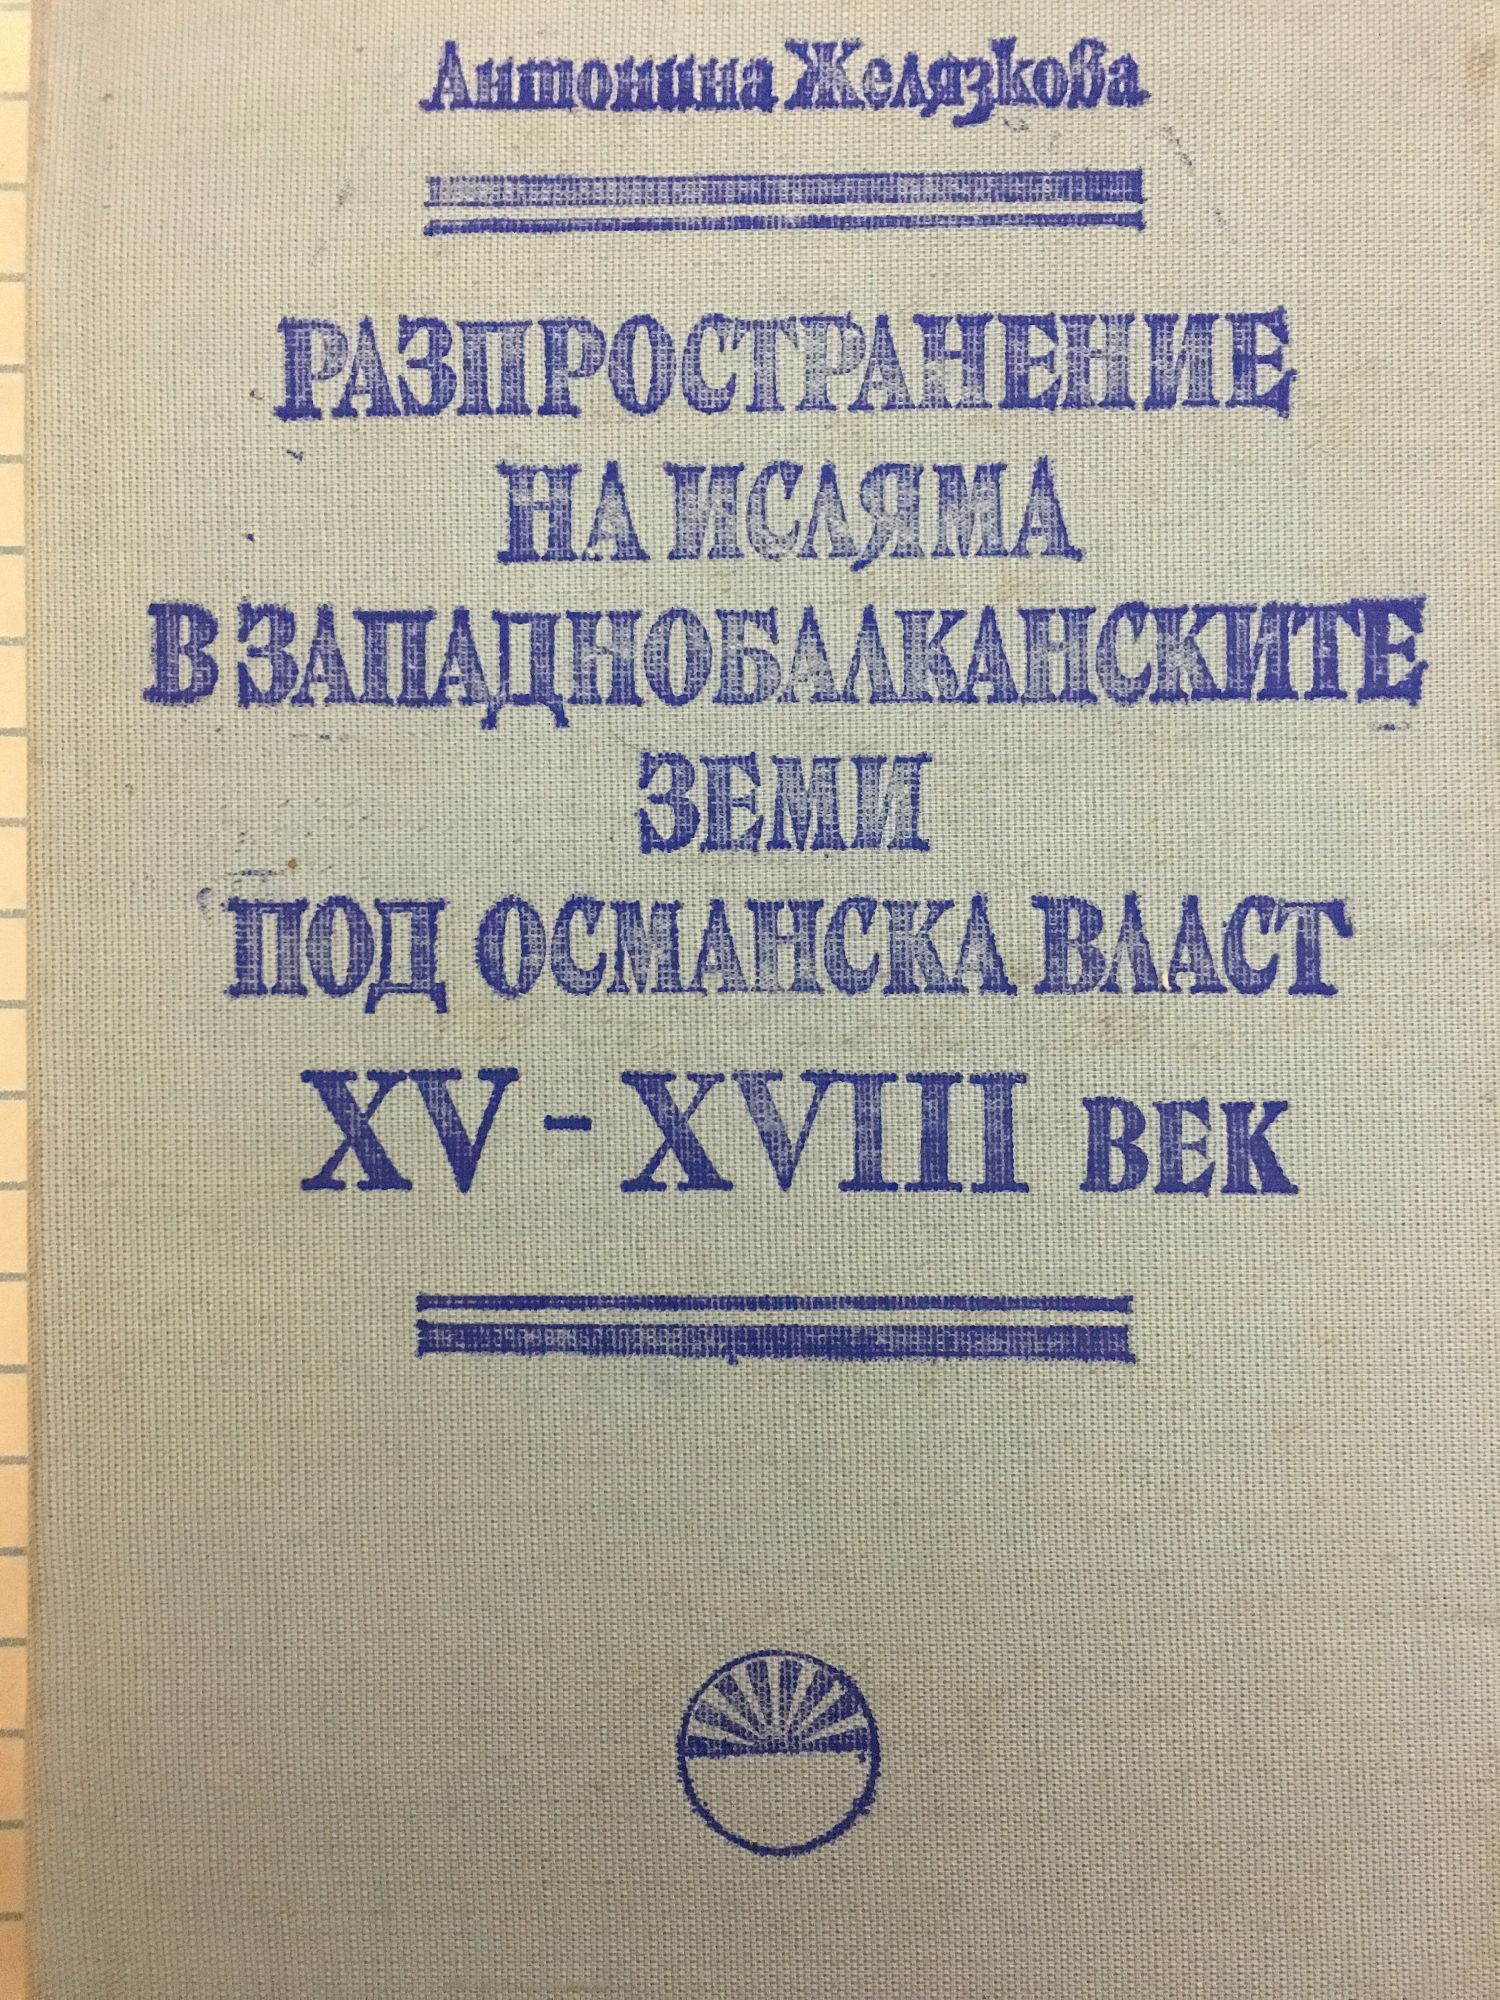 Антонина Желязкова
РАЗПРОСТРАНЕНИЕ
НА ИСЛЯМА
В ЗАПАДНОБАЛКАНСКИТЕ
ЗЕМИ
ПОД ОСМАНСКА ВЛАСТ
XV – XVIII ВЕК